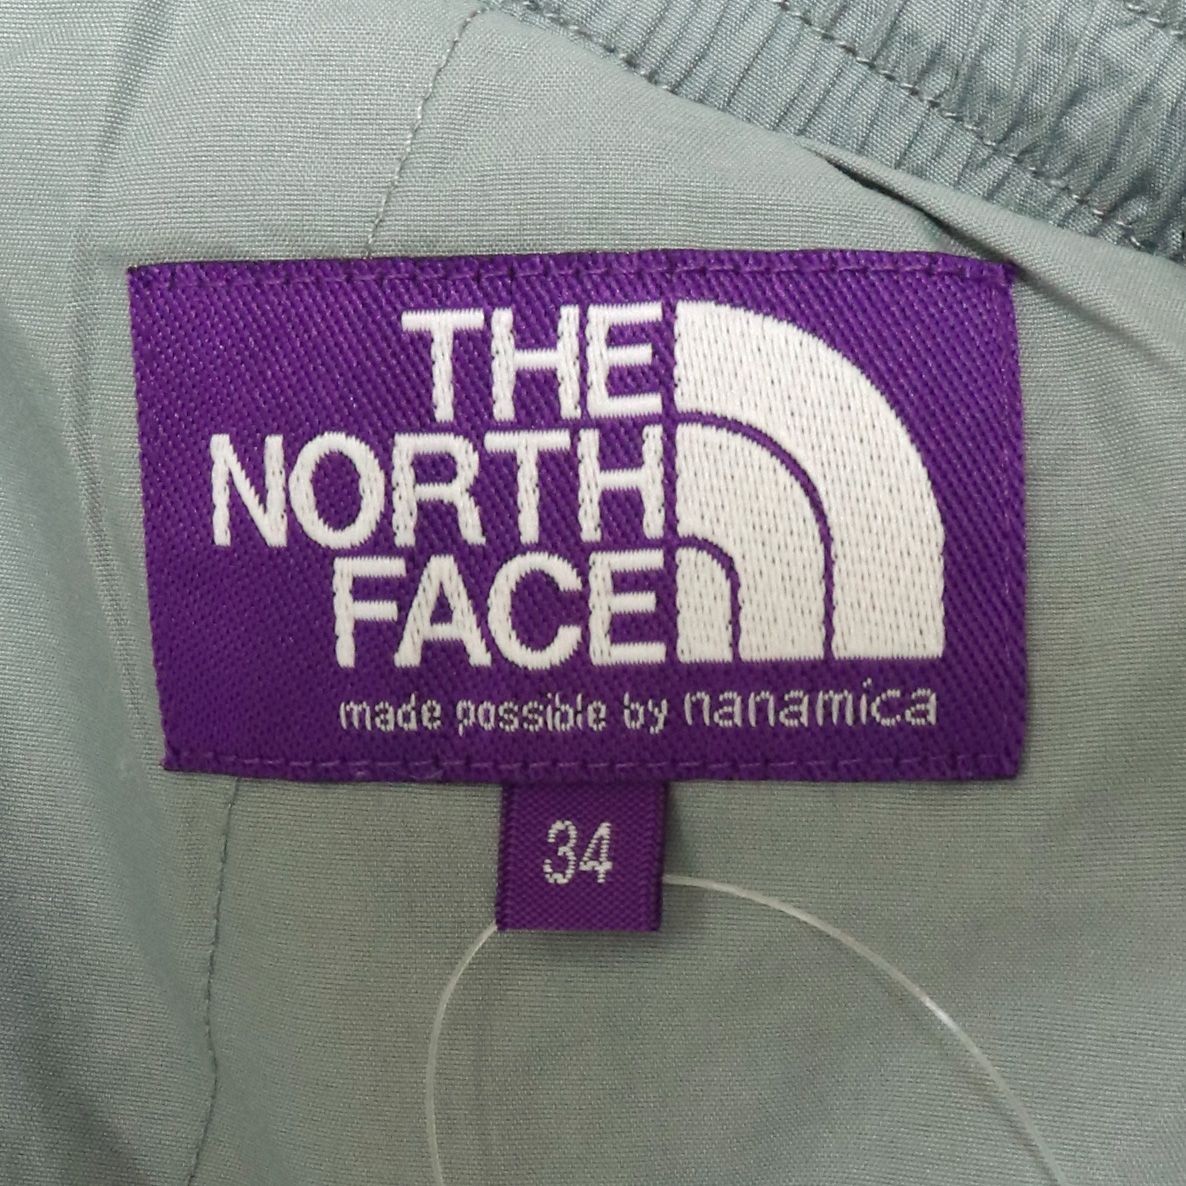 THE
NORTH
FACE
made possible by nanamica
34